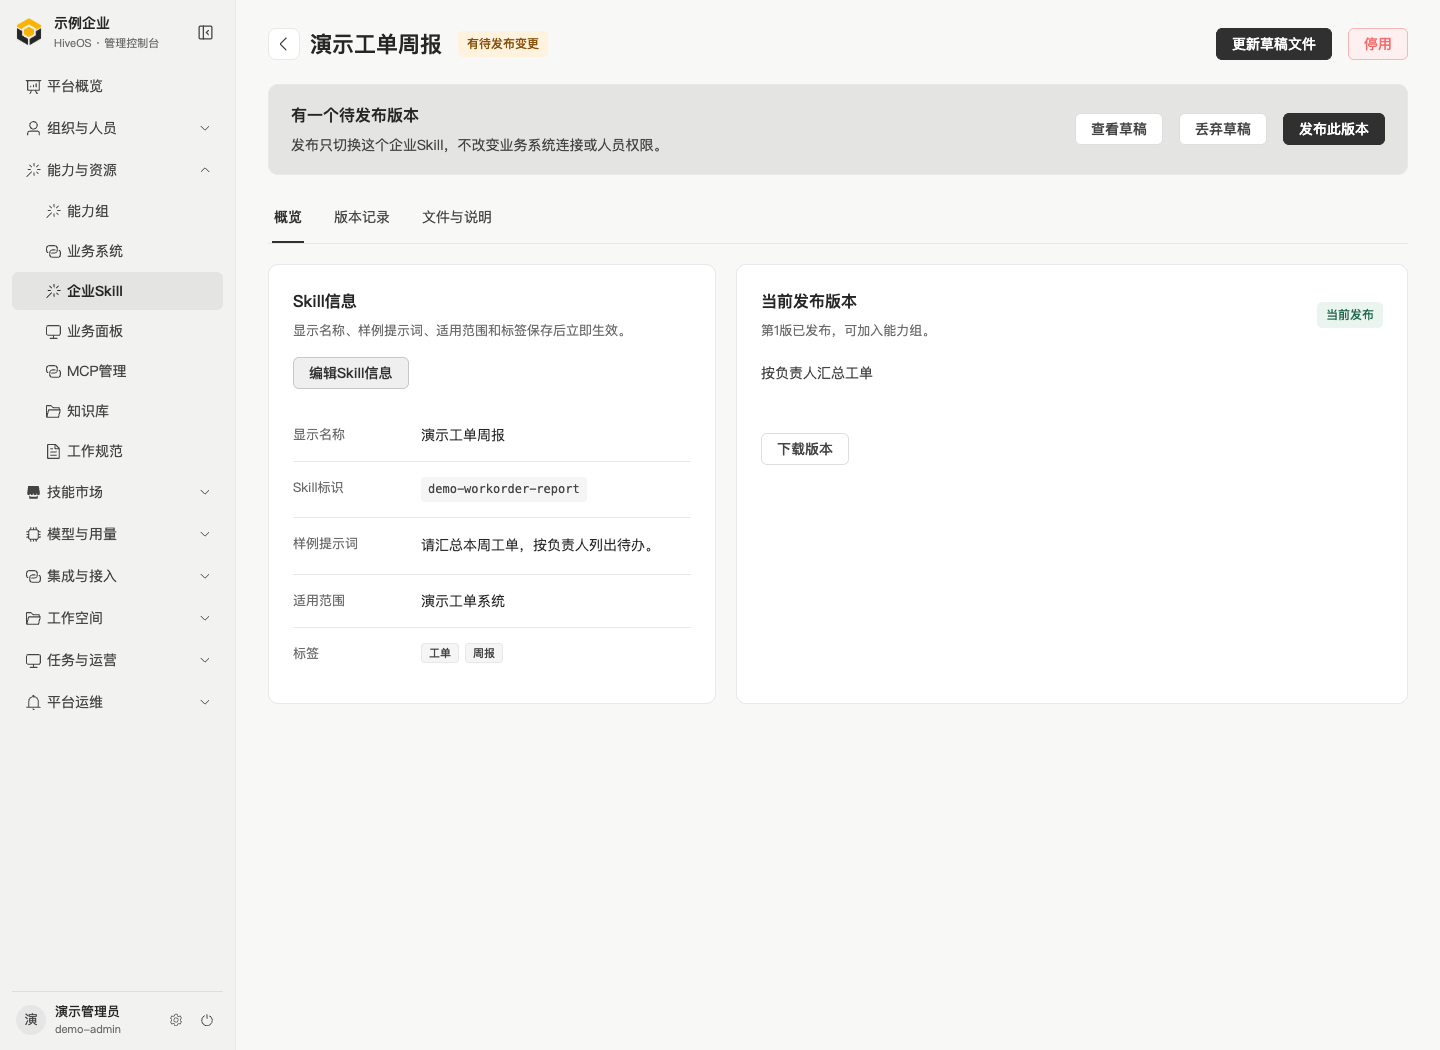 示例企业
HiveOS · 管理控制台
平台概览
组织与人员
能力与资源
能力组
业务系统
企业Skill
业务面板
MCP管理
知识库
工作规范
技能市场
模型与用量
集成与接入
工作空间
任务与运营
平台运维
演
演示管理员
demo-admin
演示工单周报
有待发布变更
更新草稿文件
停用
有一个待发布版本
发布只切换这个企业Skill，不改变业务系统连接或人员权限。
查看草稿
丢弃草稿
发布此版本
概览
版本记录
文件与说明
Skill信息
显示名称、样例提示词、适用范围和标签保存后立即生效。
编辑Skill信息
显示名称 演示工单周报
Skill标识 demo-workorder-report
样例提示词 请汇总本周工单，按负责人列出待办。
适用范围 演示工单系统
标签 工单 周报
当前发布版本
第1版已发布，可加入能力组。
当前发布
按负责人汇总工单
下载版本